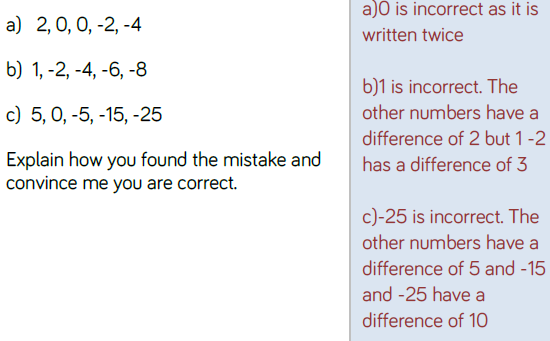 a) 2, 0, 0, -2, -4
b) 1, -2, -4, -6, -8
c) 5, 0, -5, -15, -25
Explain how you found the mistake and
convince me you are correct.
a)0 is incorrect as it is
written twice
b)1 is incorrect. The
other numbers have a
difference of 2 but 1 -2
has a difference of 3
c)-25 is incorrect. The
other numbers have a
difference of 5 and -15
and -25 have a
difference of 10